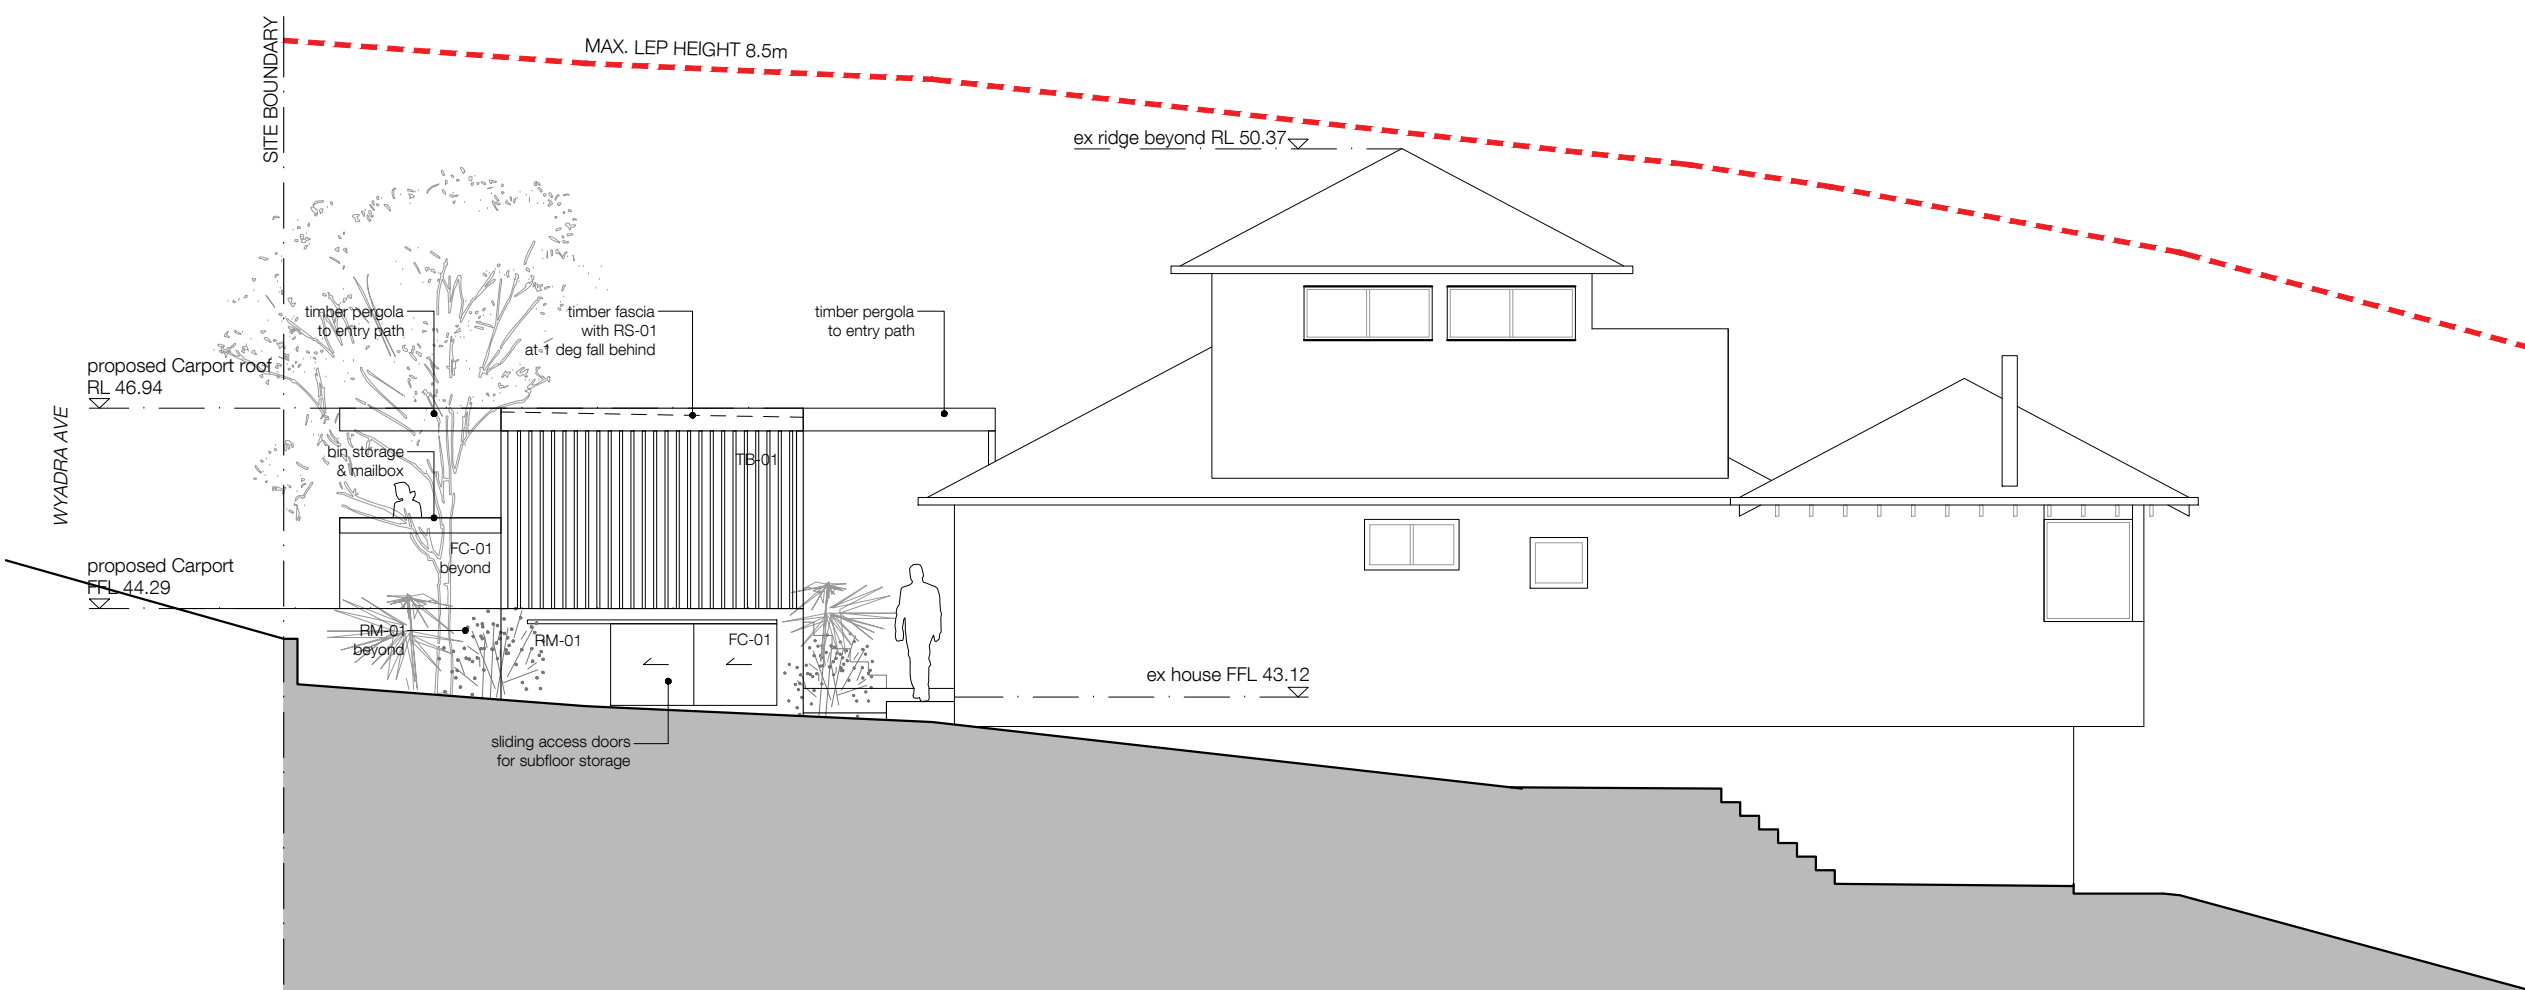 SITE BOUNDARY
MAX. LEP HEIGHT 8.5m
ex ridge beyond RL 50.37
timber pergola
to entry path
timber fascia
with RS-01
at 1 deg fall behind
timber pergola
to entry path
proposed Carport roof
RL 46.94
WYADRA AVE
bin storage
& mailbox
TB-01
FC-01
beyond
proposed Carport
FFL 44.29
RM-01
beyond
RM-01
FC-01
ex house FFL 43.12
sliding access doors
for subfloor storage